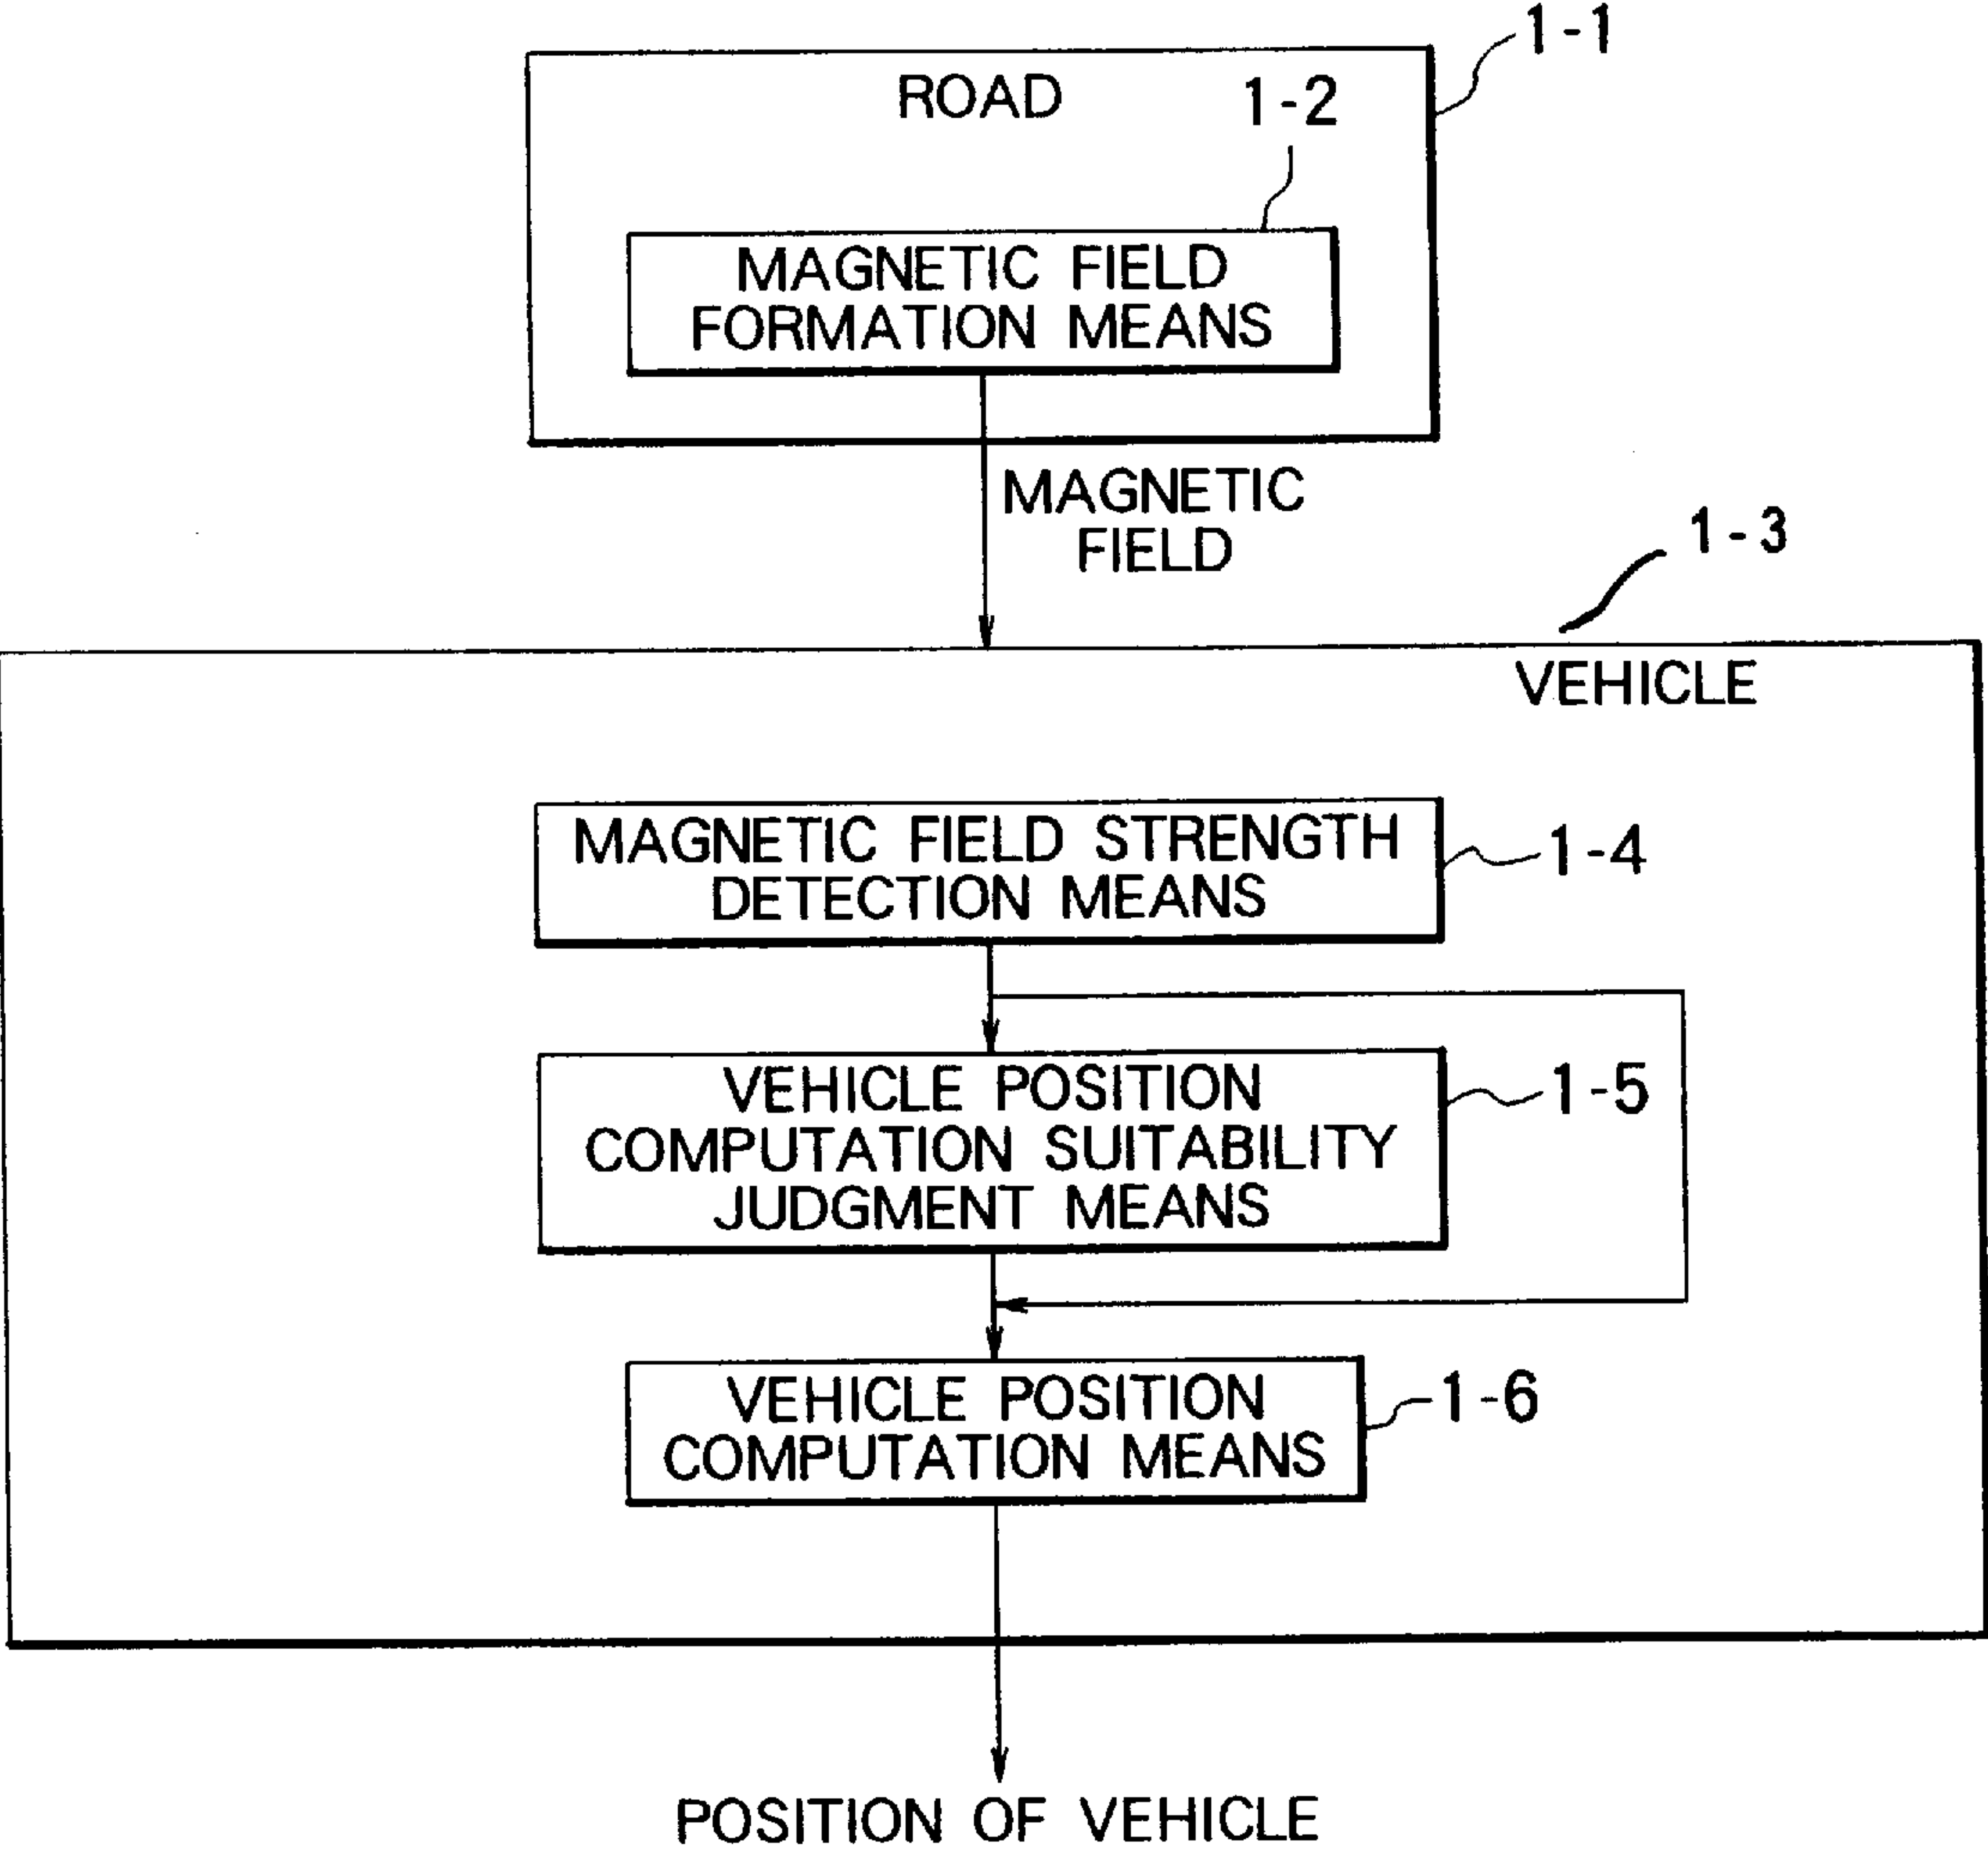 1-1
ROAD
1-2
MAGNETIC FIELD
FORMATION MEANS
MAGNETIC
FIELD
1-3
VEHICLE
MAGNETIC FIELD STRENGTH
DETECTION MEANS
1-4
VEHICLE POSITION
COMPUTATION SUITABILITY
JUDGMENT MEANS
1-5
VEHICLE POSITION
COMPUTATION MEANS
1-6
POSITION OF VEHICLE